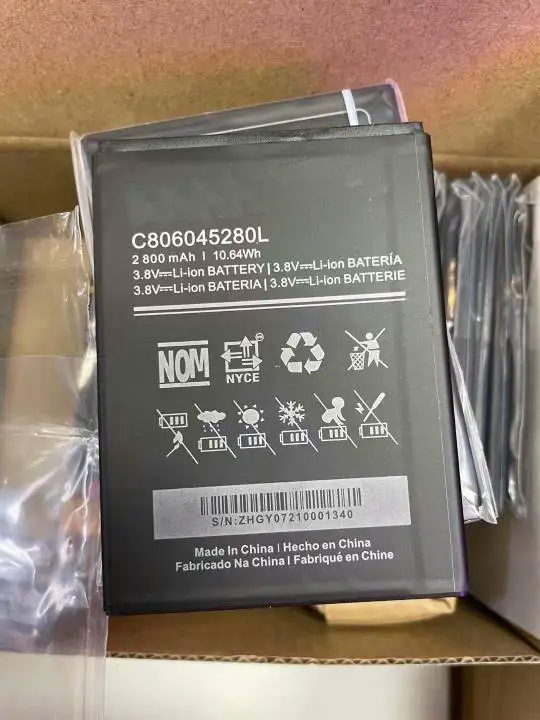 C806045280L
2 800 mAh | 10.64Wh
3.8V⎓Li-ion BATTERY | 3.8V⎓Li-ion BATERÍA
3.8V⎓Li-ion BATERIA | 3.8V⎓Li-ion BATTERIE
NOM
NYCE
S/N:ZHGY07210001340
Made In China | Hecho en China
Fabricado Na China | Fabriqué en Chine